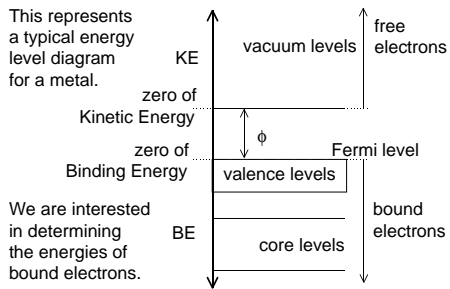 This represents
a typical energy
level diagram
for a metal.
KE
vacuum levels
free
electrons
zero of
Kinetic Energy
ϕ
zero of
Binding Energy
Fermi level
valence levels
We are interested
in determining
the energies of
bound electrons.
BE
core levels
bound
electrons